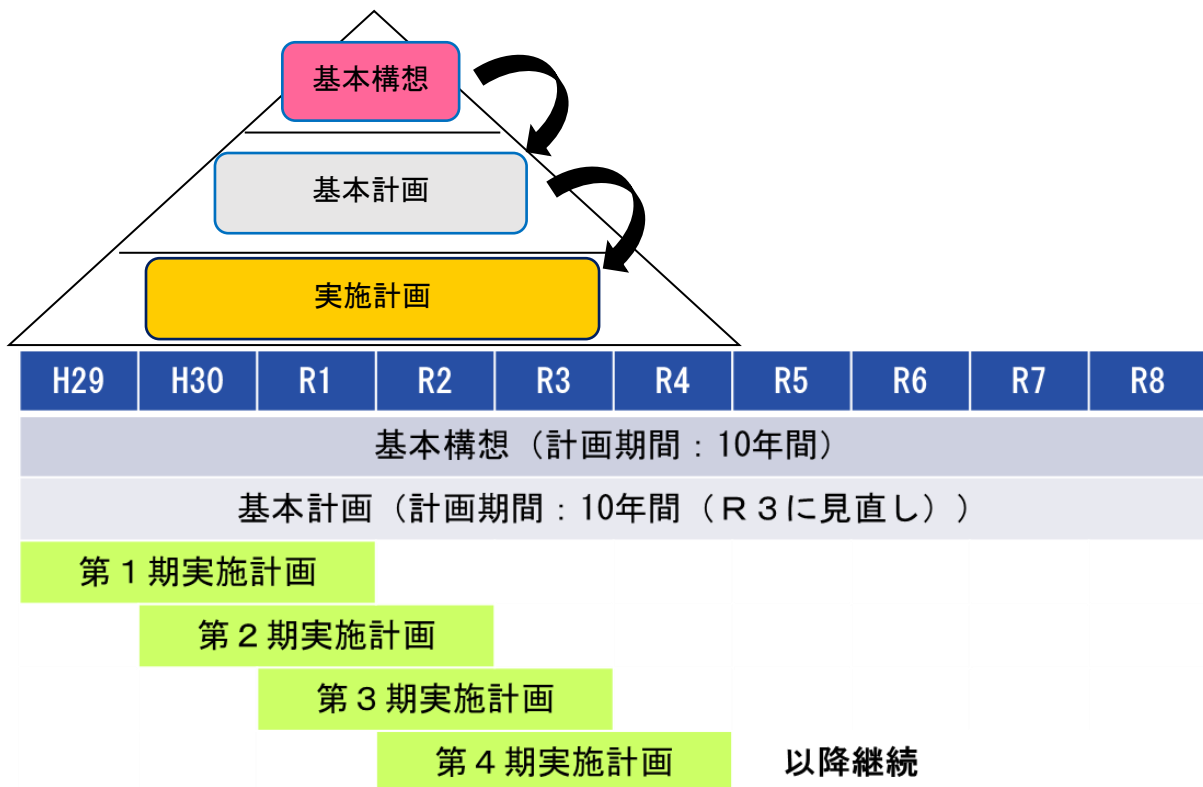 基本構想
基本計画
実施計画
H29 H30 R1 R2 R3 R4 R5 R6 R7 R8
基本構想（計画期間：10年間）
基本計画（計画期間：10年間（Ｒ３に見直し））
第１期実施計画
第２期実施計画
第３期実施計画
第４期実施計画 以降継続